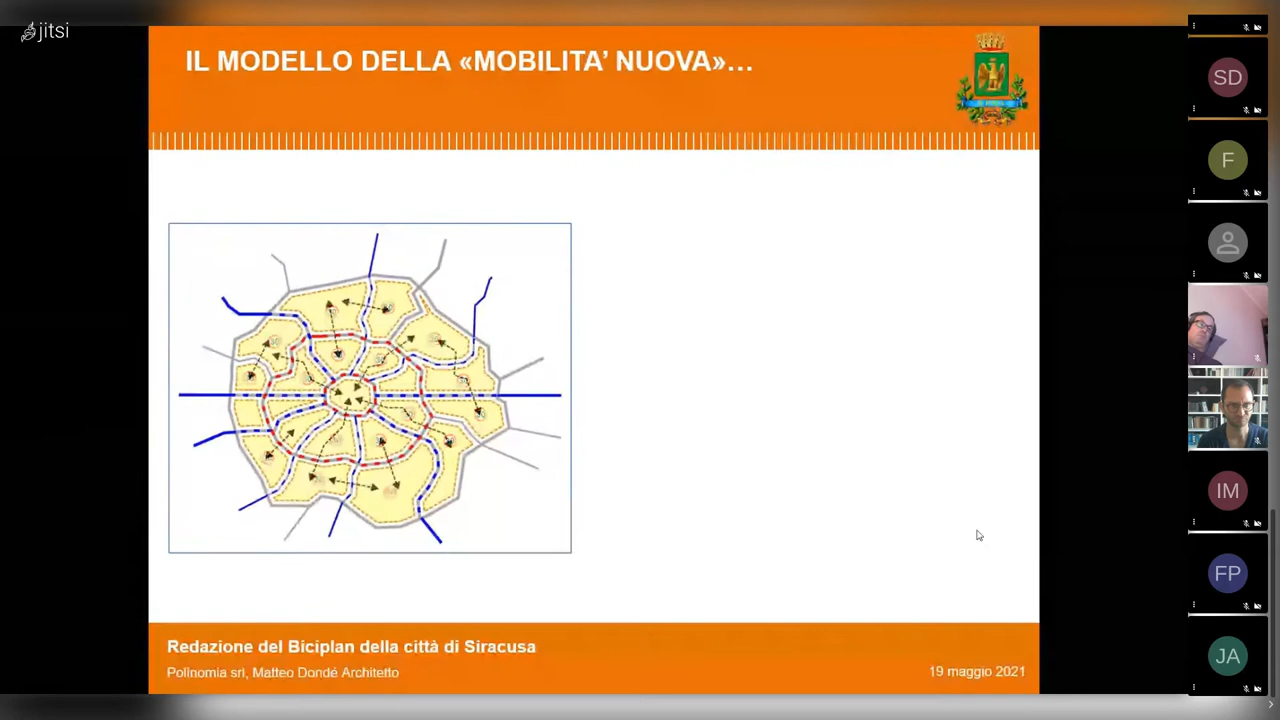 jitsi
IL MODELLO DELLA «MOBILITA’ NUOVA»…
SD
F
IM
FP
JA
Redazione del Biciplan della città di Siracusa
Polinomia srl, Matteo Dondé Architetto
19 maggio 2021